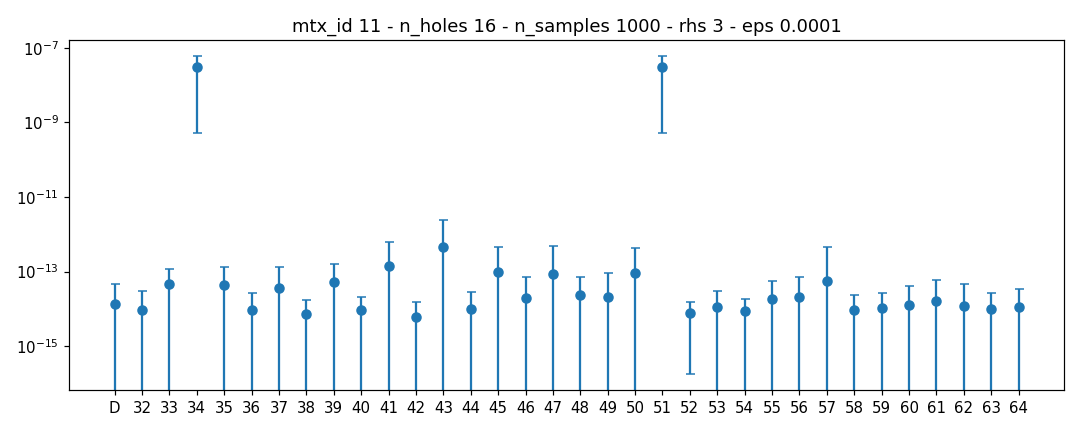 mtx_id 11 - n_holes 16 - n_samples 1000 - rhs 3 - eps 0.0001
10⁻⁷
10⁻⁹
10⁻¹¹
10⁻¹³
10⁻¹⁵
D 32 33 34 35 36 37 38 39 40 41 42 43 44 45 46 47 48 49 50 51 52 53 54 55 56 57 58 59 60 61 62 63 64